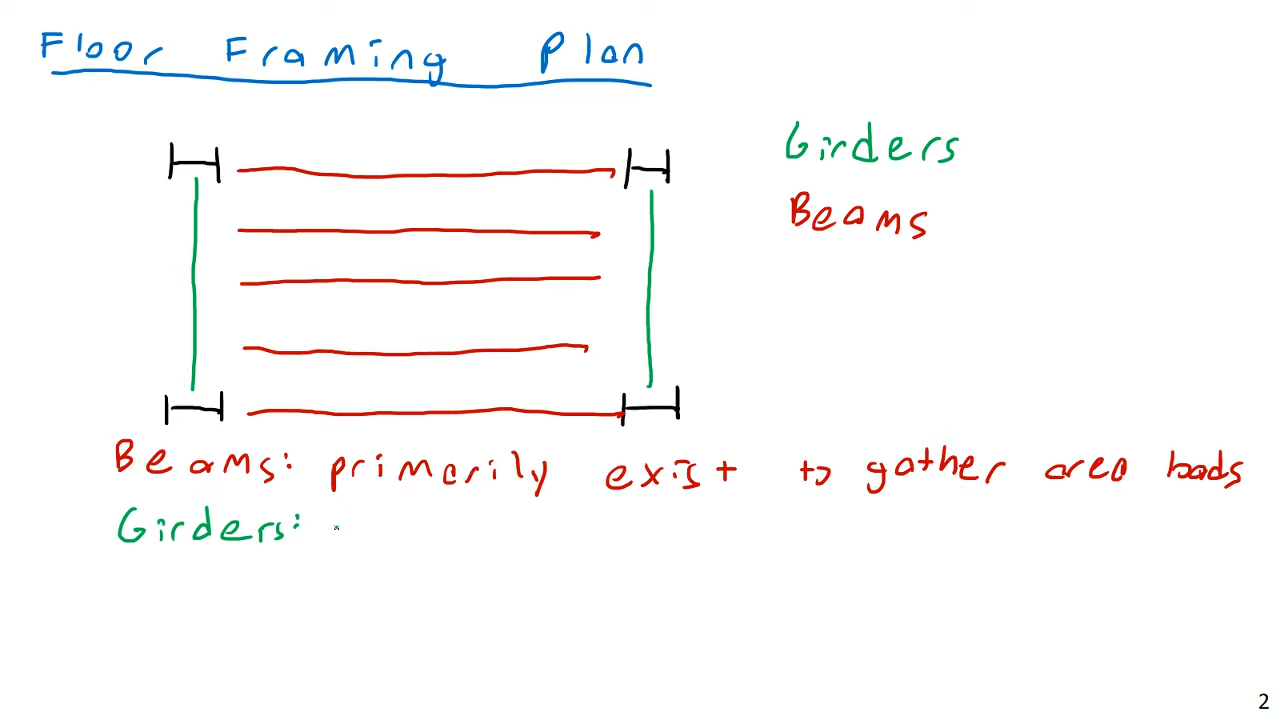 Floor Framing Plan
Girders
Beams
Beams: primarily exist to gather area loads
Girders:
2